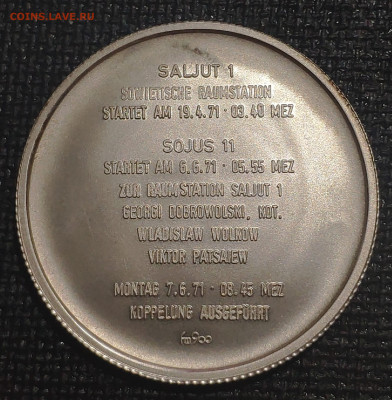 COINS.LAVE.RU
SALJUT 1
SOWJETISCHE RAUMSTATION
STARTET AM 19.4.71 · 03.40 MEZ
SOJUS 11
STARTET AM 6.6.71 · 05.55 MEZ
ZUR RAUMSTATION SALJUT 1
GEORGI DOBROWOLSKI, KDT.
WLADISLAW WOLKOW
VIKTOR PATSAJEW
MONTAG 7.6.71 · 08.45 MEZ
KOPPELUNG AUSGEFÜHRT